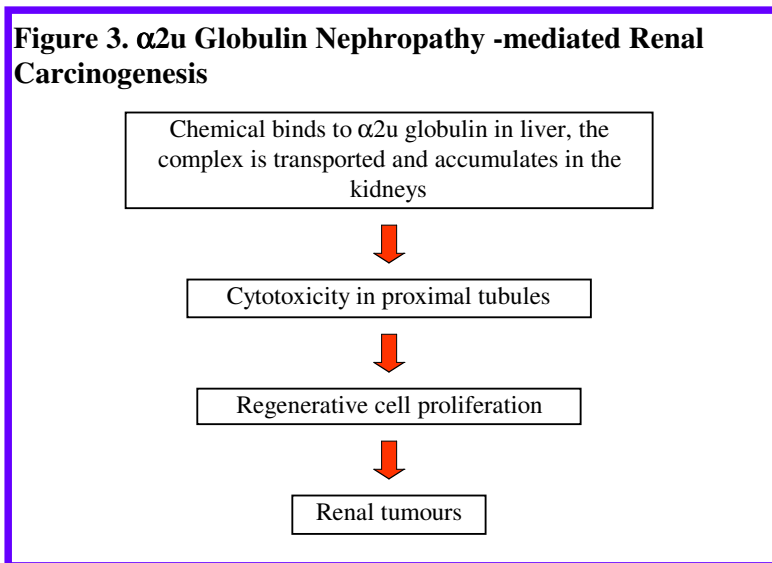 Figure 3. α2u Globulin Nephropathy -mediated Renal
Carcinogenesis
Chemical binds to α2u globulin in liver, the
complex is transported and accumulates in the
kidneys
Cytotoxicity in proximal tubules
Regenerative cell proliferation
Renal tumours